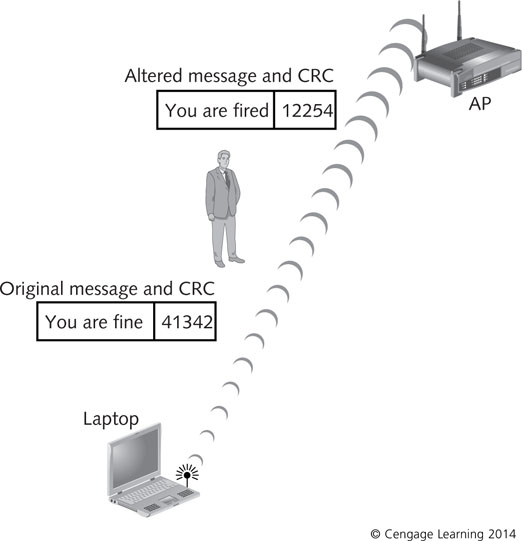 Altered message and CRC
You are fired 12254
AP
Original message and CRC
You are fine 41342
Laptop
© Cengage Learning 2014